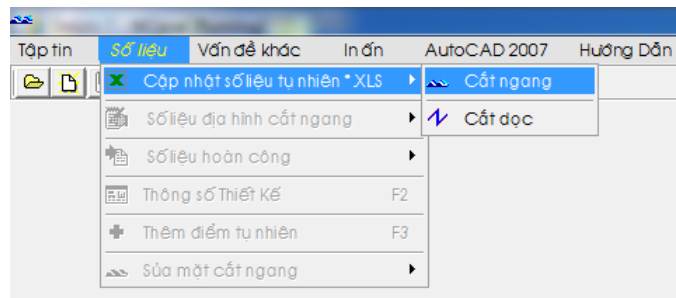 Tập tin Số liệu Vấn đề khác In ấn AutoCAD 2007 Hướng Dẫn
Cập nhật số liệu tự nhiên * XLS
Cắt ngang
Số liệu địa hình cắt ngang
Cắt dọc
Số liệu hoàn công
Thông số Thiết Kế F2
Thêm điểm tự nhiên F3
Sửa mặt cắt ngang